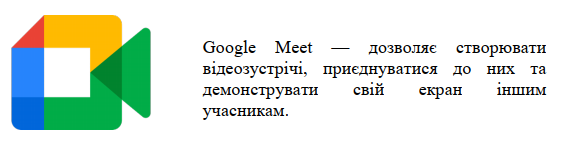 Google Meet — дозволяє створювати
відеозустрічі, приєднуватися до них та
демонструвати свій екран іншим
учасникам.